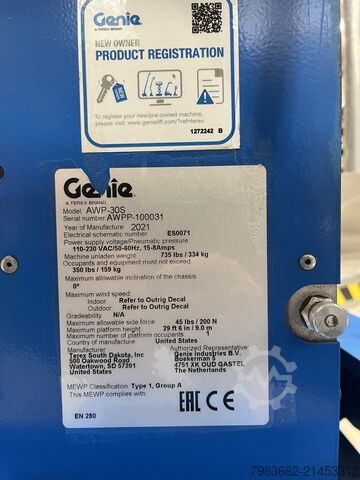 Genie
A TEREX BRAND
NEW OWNER
PRODUCT REGISTRATION
To register your new/pre-owned machine,
please visit:
www.genielift.com/?ref=terex
1272242 B
Genie
A TEREX BRAND
Model: AWP-30S
Serial number: AWPP-100031
Year of Manufacture: 2021
Electrical schematic number ES0071
Power supply voltage/Pneumatic pressure
110-230 VAC/50-60Hz, 15-8Amps
Machine unladen weight 735 lbs / 334 kg
Occupants and equipment must not exceed
350 lbs / 159 kg
Maximum allowable inclination of the chassis
0°
Maximum wind speed
Indoor: Refer to Outrig Decal
Outdoor: Refer to Outrig Decal
Gradeability: N/A
Maximum allowable side force 45 lbs / 200 N
Maximum platform height 29 ft 6 in / 9.0 m
Maximum number of platform occupants 1
Country of manufacture United States
Manufacturer: Authorized Representative:
Terex South Dakota, Inc Genie Industries B.V.
500 Oakwood Road Boekerman 5
Watertown, SD 57201 4751 XK OUD GASTEL
United States The Netherlands
MEWP Classification Type 1, Group A
This MEWP complies with:
EAC CE
EN 280
7983662-21453312